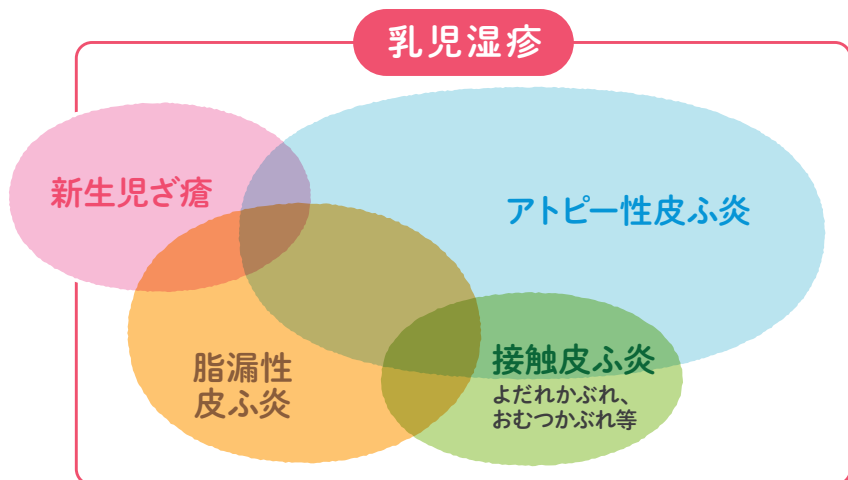 乳児湿疹
新生児ざ瘡
アトピー性皮ふ炎
脂漏性
皮ふ炎
接触皮ふ炎
よだれかぶれ、
おむつかぶれ等